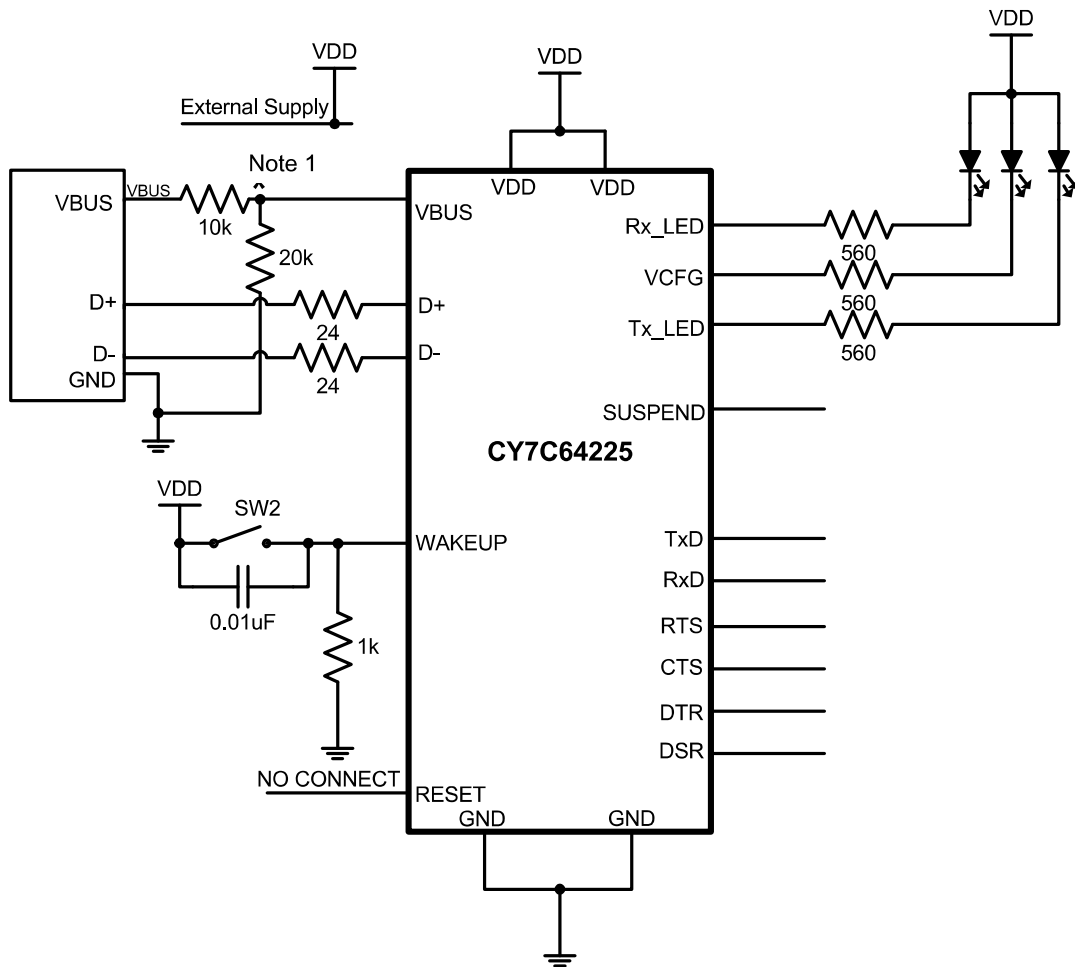 VDD
VDD
VDD
External Supply
Note 1
VDD
VDD
VBUS
VBUS
VBUS
10k
20k
Rx_LED
560
VCFG
560
Tx_LED
560
D+
D+
24
D-
D-
24
GND
SUSPEND
CY7C64225
VDD
SW2
WAKEUP
0.01uF
1k
TxD
RxD
RTS
CTS
DTR
DSR
NO CONNECT
RESET
GND
GND